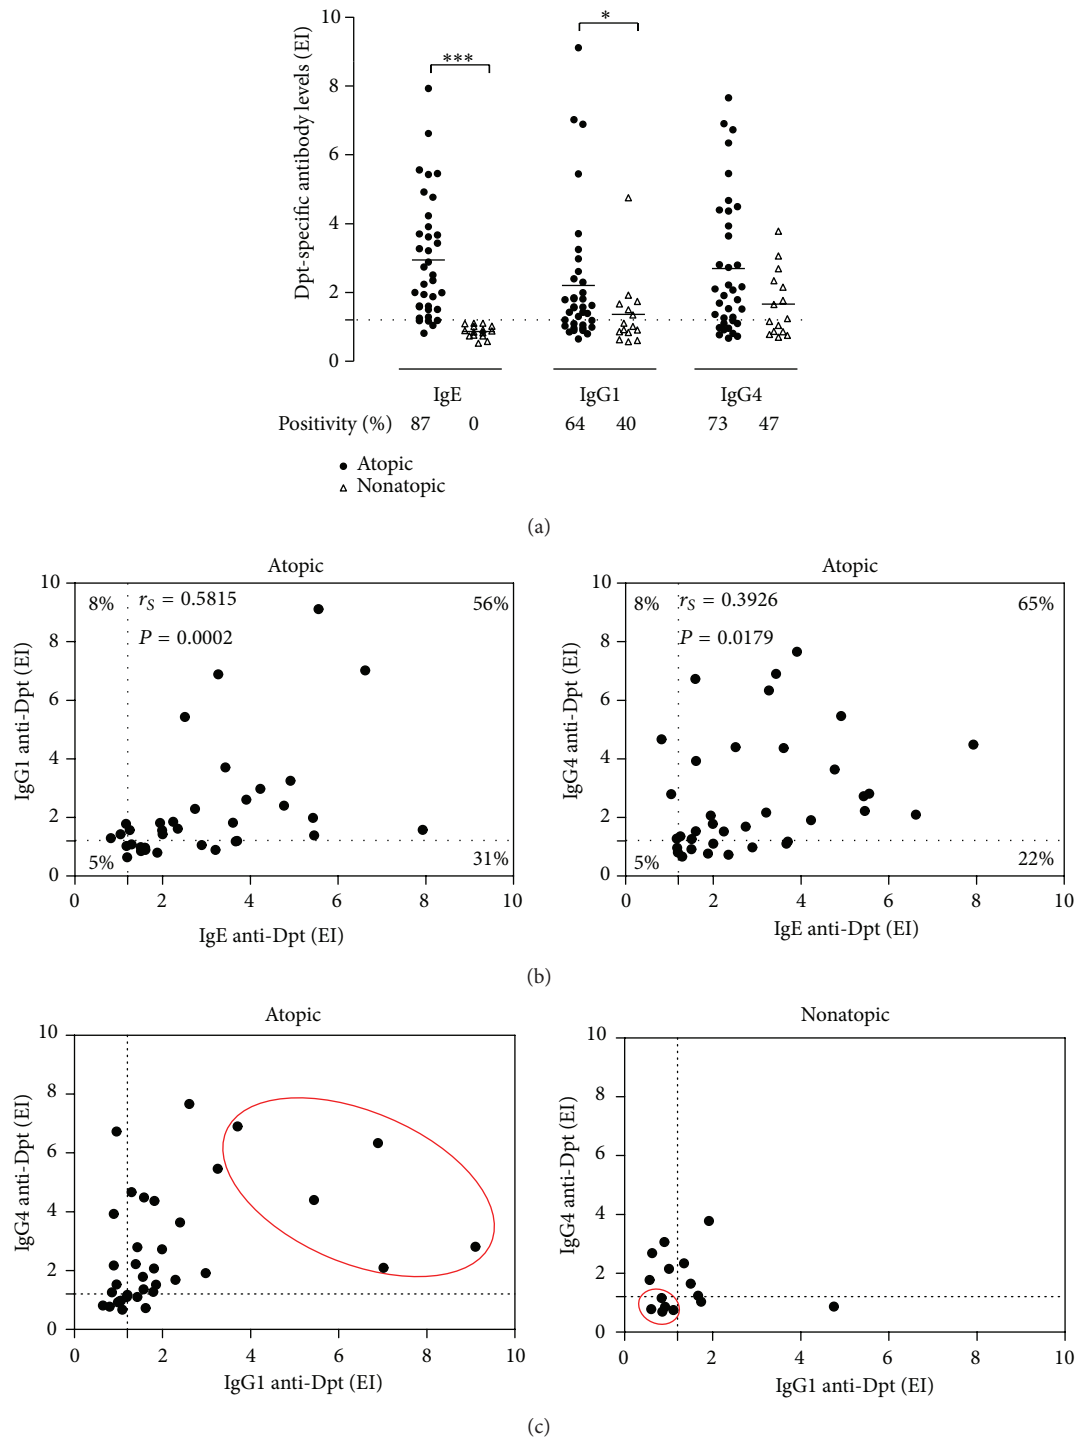 Dpt-specific antibody levels (EI)
10
8
6
4
2
0
***
*
IgE
IgG1
IgG4
Positivity (%) 87 0 64 40 73 47
● Atopic
△ Nonatopic
(a)
Atopic
IgG1 anti-Dpt (EI)
10
8
6
4
2
0
8%
r_S = 0.5815
P = 0.0002
56%
5%
31%
0 2 4 6 8 10
IgE anti-Dpt (EI)
Atopic
IgG4 anti-Dpt (EI)
10
8
6
4
2
0
8%
r_S = 0.3926
P = 0.0179
65%
5%
22%
0 2 4 6 8 10
IgE anti-Dpt (EI)
(b)
Atopic
IgG4 anti-Dpt (EI)
10
8
6
4
2
0
0 2 4 6 8 10
IgG1 anti-Dpt (EI)
Nonatopic
IgG4 anti-Dpt (EI)
10
8
6
4
2
0
0 2 4 6 8 10
IgG1 anti-Dpt (EI)
(c)